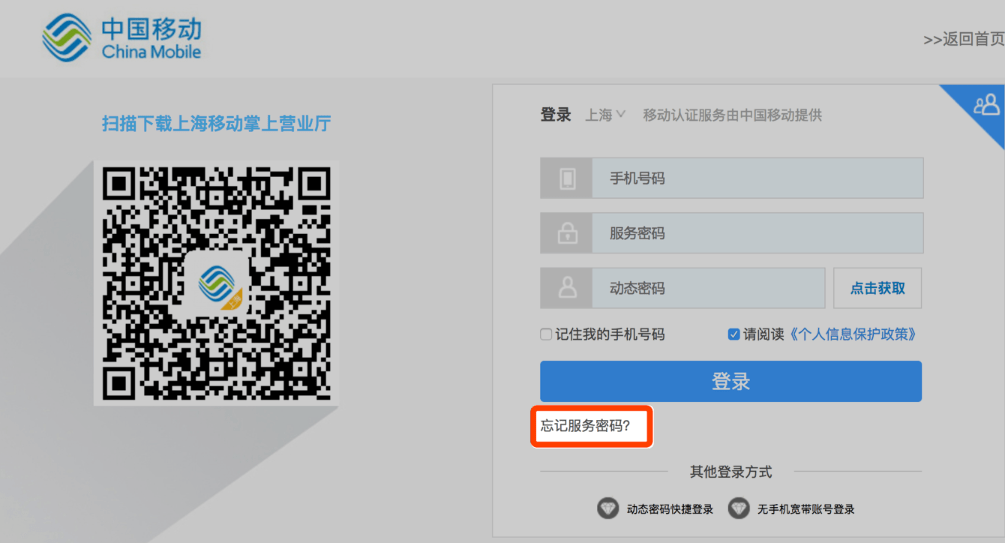 中国移动
China Mobile
>>返回首页
扫描下载上海移动掌上营业厅
登录 上海 移动认证服务由中国移动提供
手机号码
服务密码
动态密码 点击获取
记住我的手机号码 请阅读《个人信息保护政策》
登录
忘记服务密码?
其他登录方式
动态密码快捷登录 无手机宽带账号登录